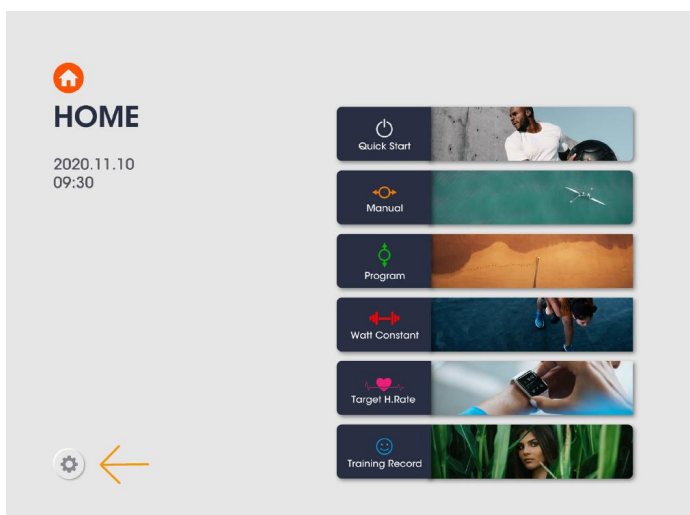 HOME
2020.11.10
09:30
Quick Start
Manual
Program
Watt Constant
Target H.Rate
Training Record